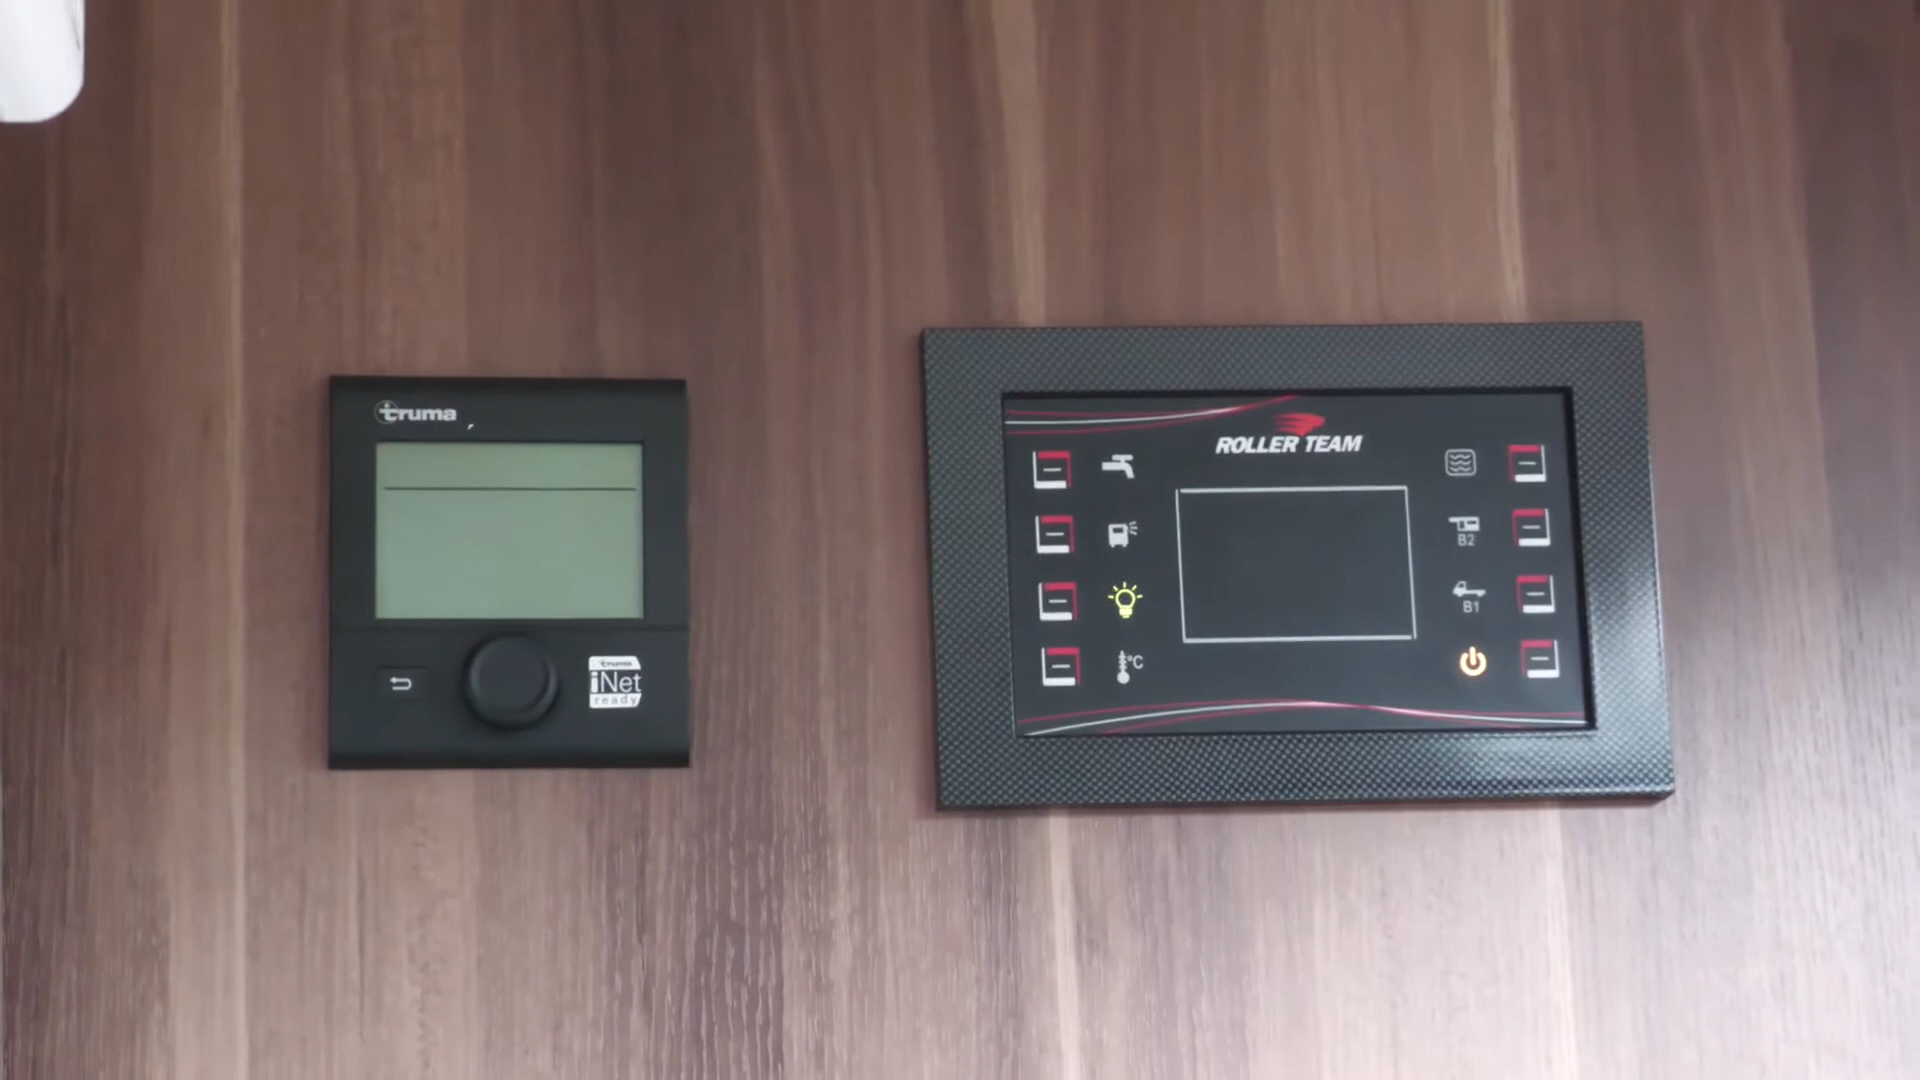 truma
truma
iNet
ready
ROLLER TEAM
B2
B1
°C